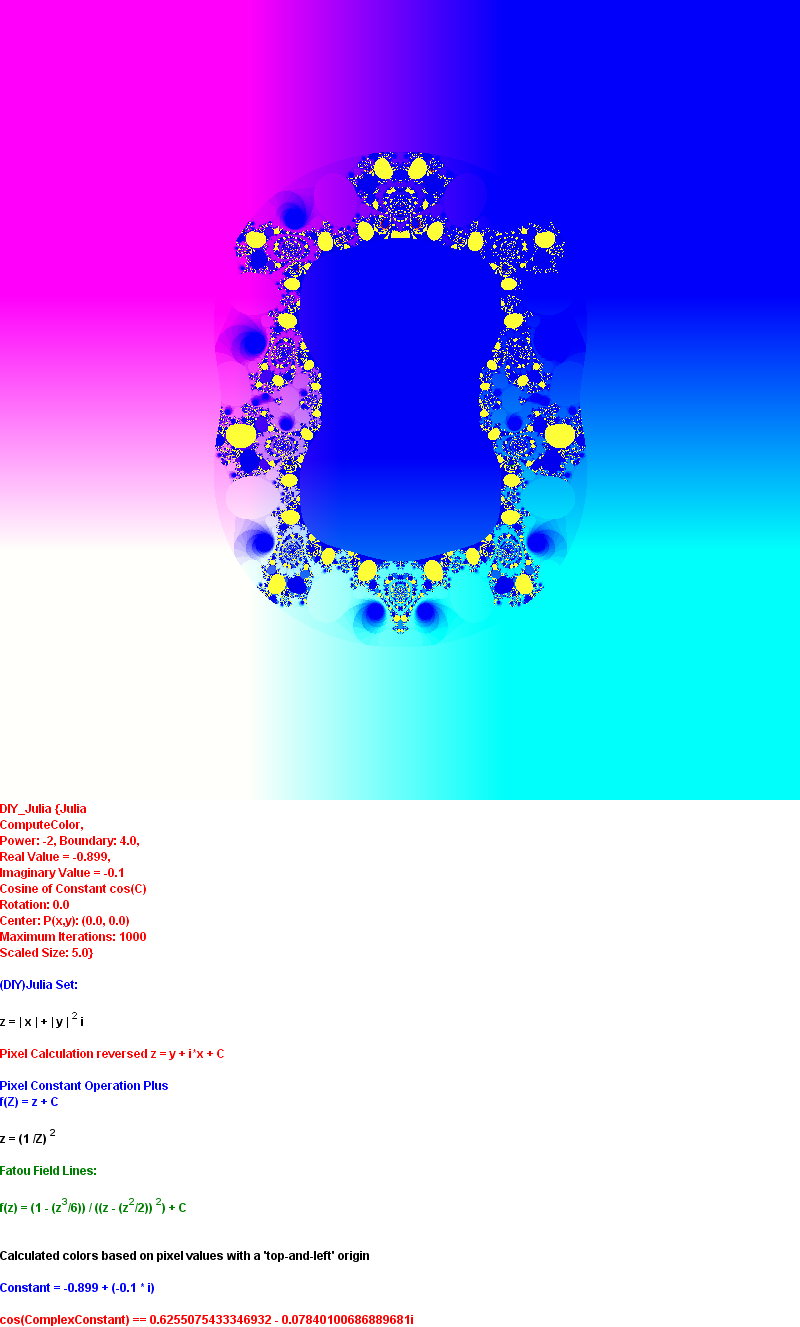 DIY_Julia {Julia
ComputeColor,
Power: -2, Boundary: 4.0,
Real Value = -0.899,
Imaginary Value = -0.1
Cosine of Constant cos(C)
Rotation: 0.0
Center: P(x,y): (0.0, 0.0)
Maximum Iterations: 1000
Scaled Size: 5.0}
(DIY)Julia Set:
z = | x | + | y | ² i
Pixel Calculation reversed z = y + i*x + C
Pixel Constant Operation Plus
f(Z) = z + C
z = (1 /Z) ²
Fatou Field Lines:
f(z) = (1 - (z³/6)) / ((z - (z²/2)) ²) + C
Calculated colors based on pixel values with a 'top-and-left' origin
Constant = -0.899 + (-0.1 * i)
cos(ComplexConstant) == 0.6255075433346932 - 0.07840100686889681i